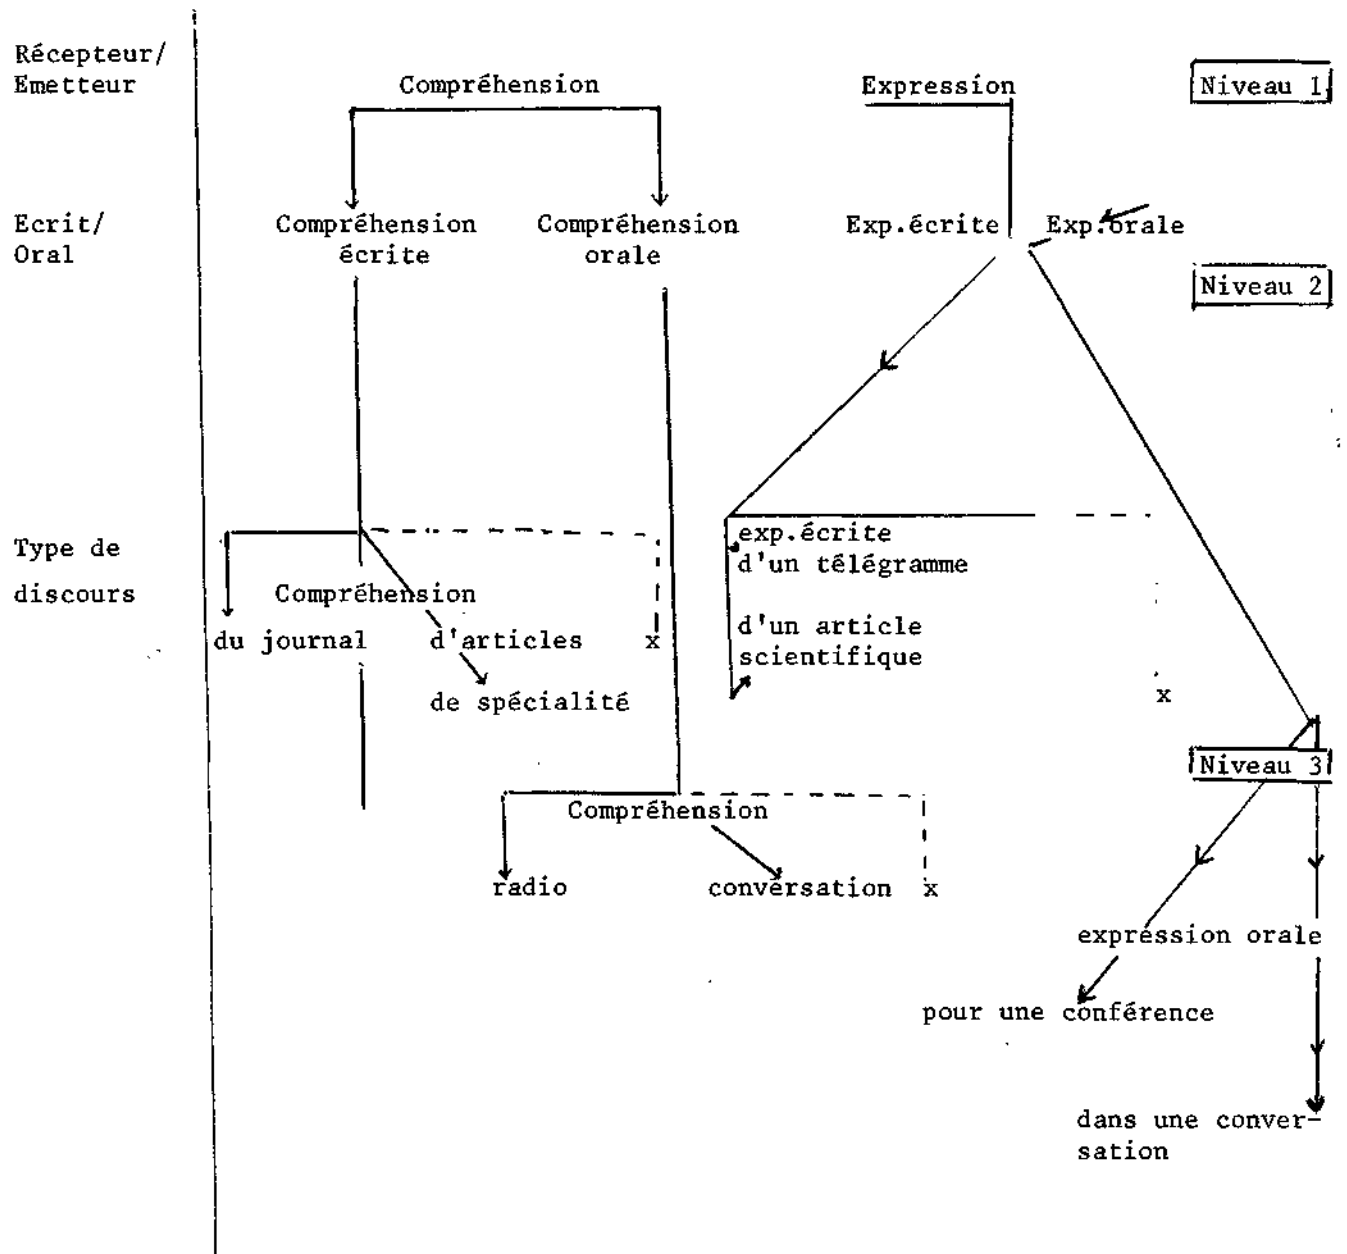 Récepteur/
Emetteur
Compréhension
Expression
Niveau 1
Ecrit/
Oral
Compréhension
écrite
Compréhension
orale
Exp.écrite
Exp.orale
Niveau 2
Type de
discours
Compréhension
du journal
d'articles
de spécialité
x
exp.écrite
d'un télégramme
d'un article
scientifique
x
Niveau 3
Compréhension
radio
conversation
x
expression orale
pour une conférence
dans une conver-
sation